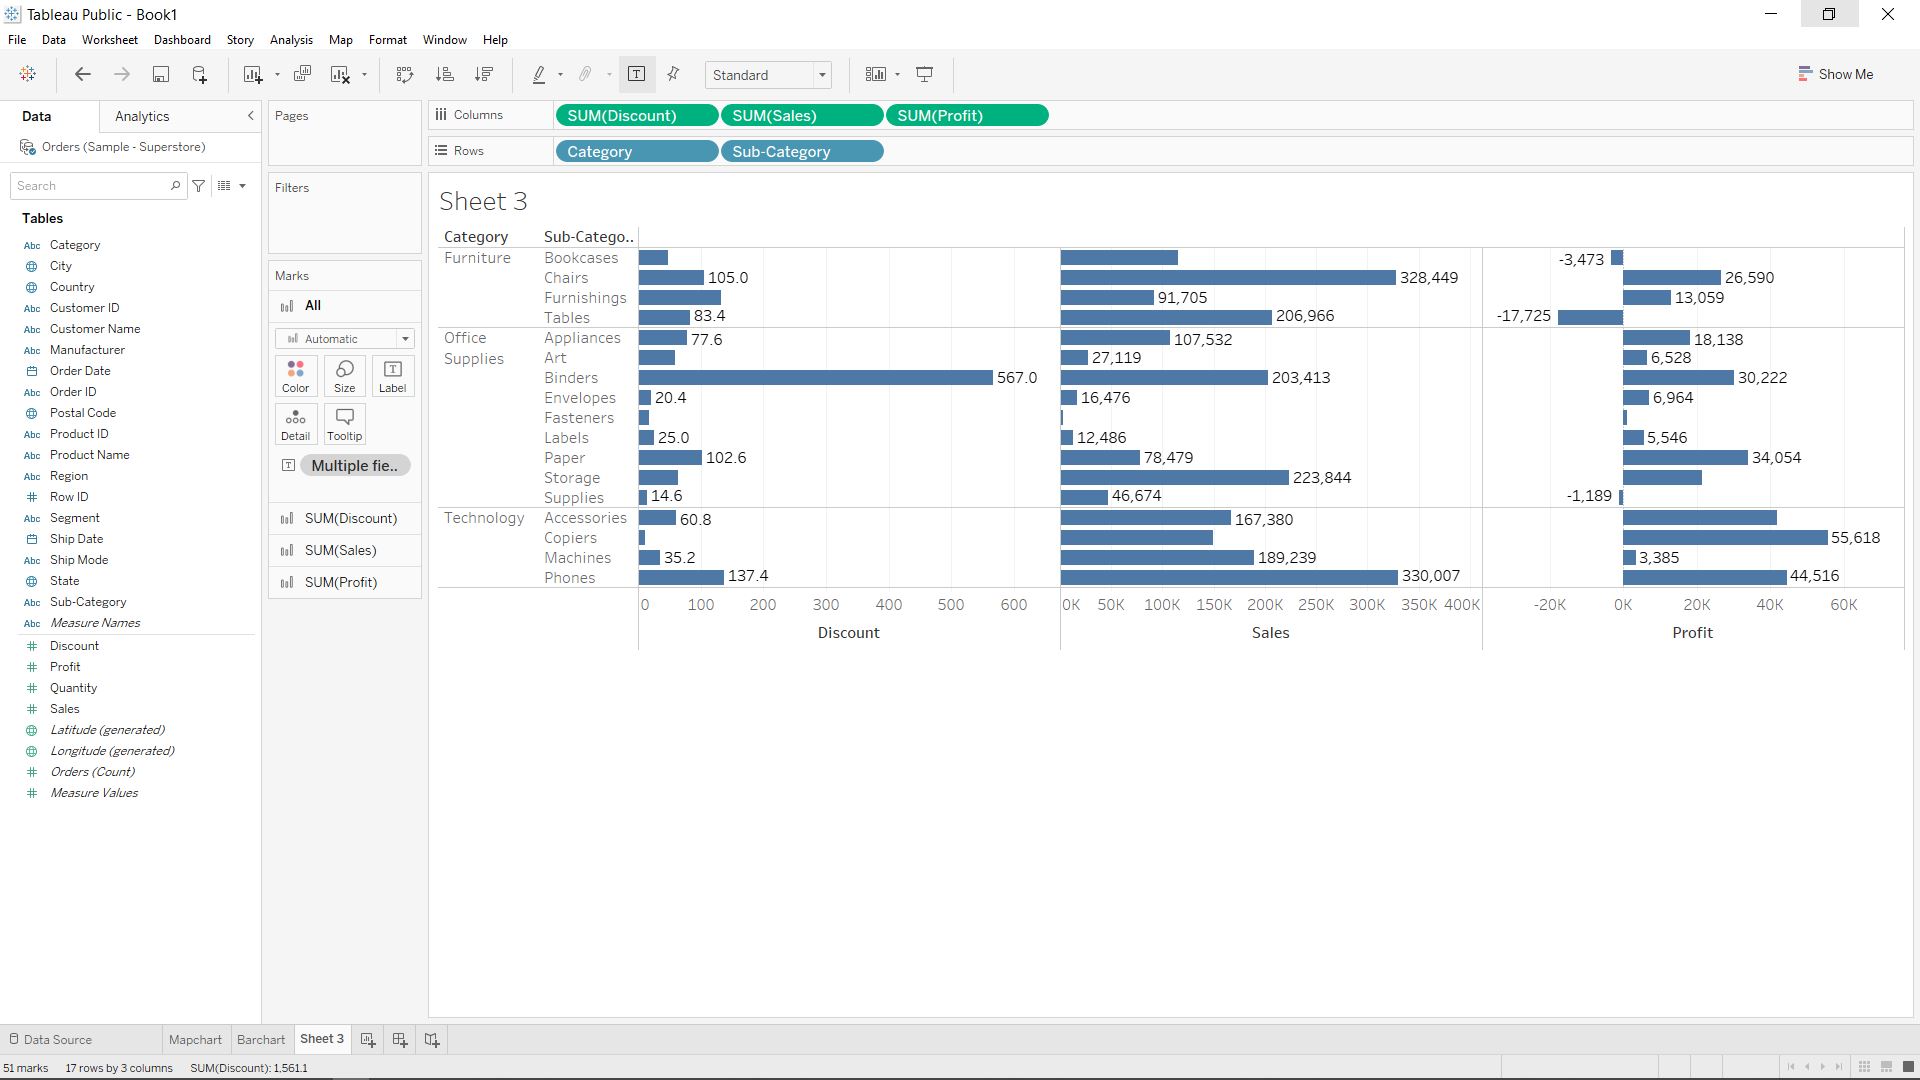 Tableau Public - Book1
File Data Worksheet Dashboard Story Analysis Map Format Window Help
Standard
Show Me
Data Analytics
Orders (Sample - Superstore)
Search
Tables
Abc Category
City
Country
Abc Customer ID
Abc Customer Name
Abc Manufacturer
Order Date
Abc Order ID
Postal Code
Abc Product ID
Abc Product Name
Abc Region
# Row ID
Abc Segment
Ship Date
Abc Ship Mode
State
Abc Sub-Category
Abc Measure Names
# Discount
# Profit
# Quantity
# Sales
Latitude (generated)
Longitude (generated)
# Orders (Count)
# Measure Values
Pages
Filters
Marks
All
Automatic
Color Size Label
Detail Tooltip
Multiple fie..
SUM(Discount)
SUM(Sales)
SUM(Profit)
Columns SUM(Discount) SUM(Sales) SUM(Profit)
Rows Category Sub-Category
Sheet 3
Category Sub-Catego..
Furniture Bookcases -3,473
Chairs 105.0 328,449 26,590
Furnishings 91,705 13,059
Tables 83.4 206,966 -17,725
Office Supplies Appliances 77.6 107,532 18,138
Art 27,119 6,528
Binders 567.0 203,413 30,222
Envelopes 20.4 16,476 6,964
Fasteners
Labels 25.0 12,486 5,546
Paper 102.6 78,479 34,054
Storage 223,844
Supplies 14.6 46,674 -1,189
Technology Accessories 60.8 167,380
Copiers 55,618
Machines 35.2 189,239 3,385
Phones 137.4 330,007 44,516
0 100 200 300 400 500 600 0K 50K 100K 150K 200K 250K 300K 350K 400K -20K 0K 20K 40K 60K
Discount Sales Profit
Data Source Mapchart Barchart Sheet 3
51 marks 17 rows by 3 columns SUM(Discount): 1,561.1